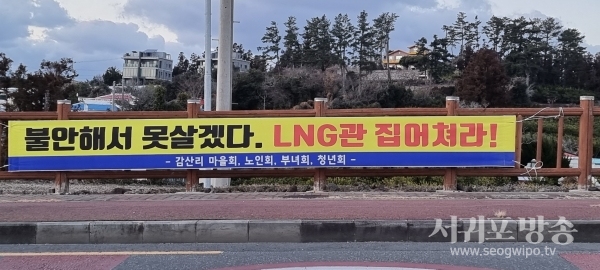 불안해서 못살겠다. LNG관 집어쳐라!
- 감산리 마을회, 노인회, 부녀회, 청년회 -
서귀포방송
www.seogwipo.tv